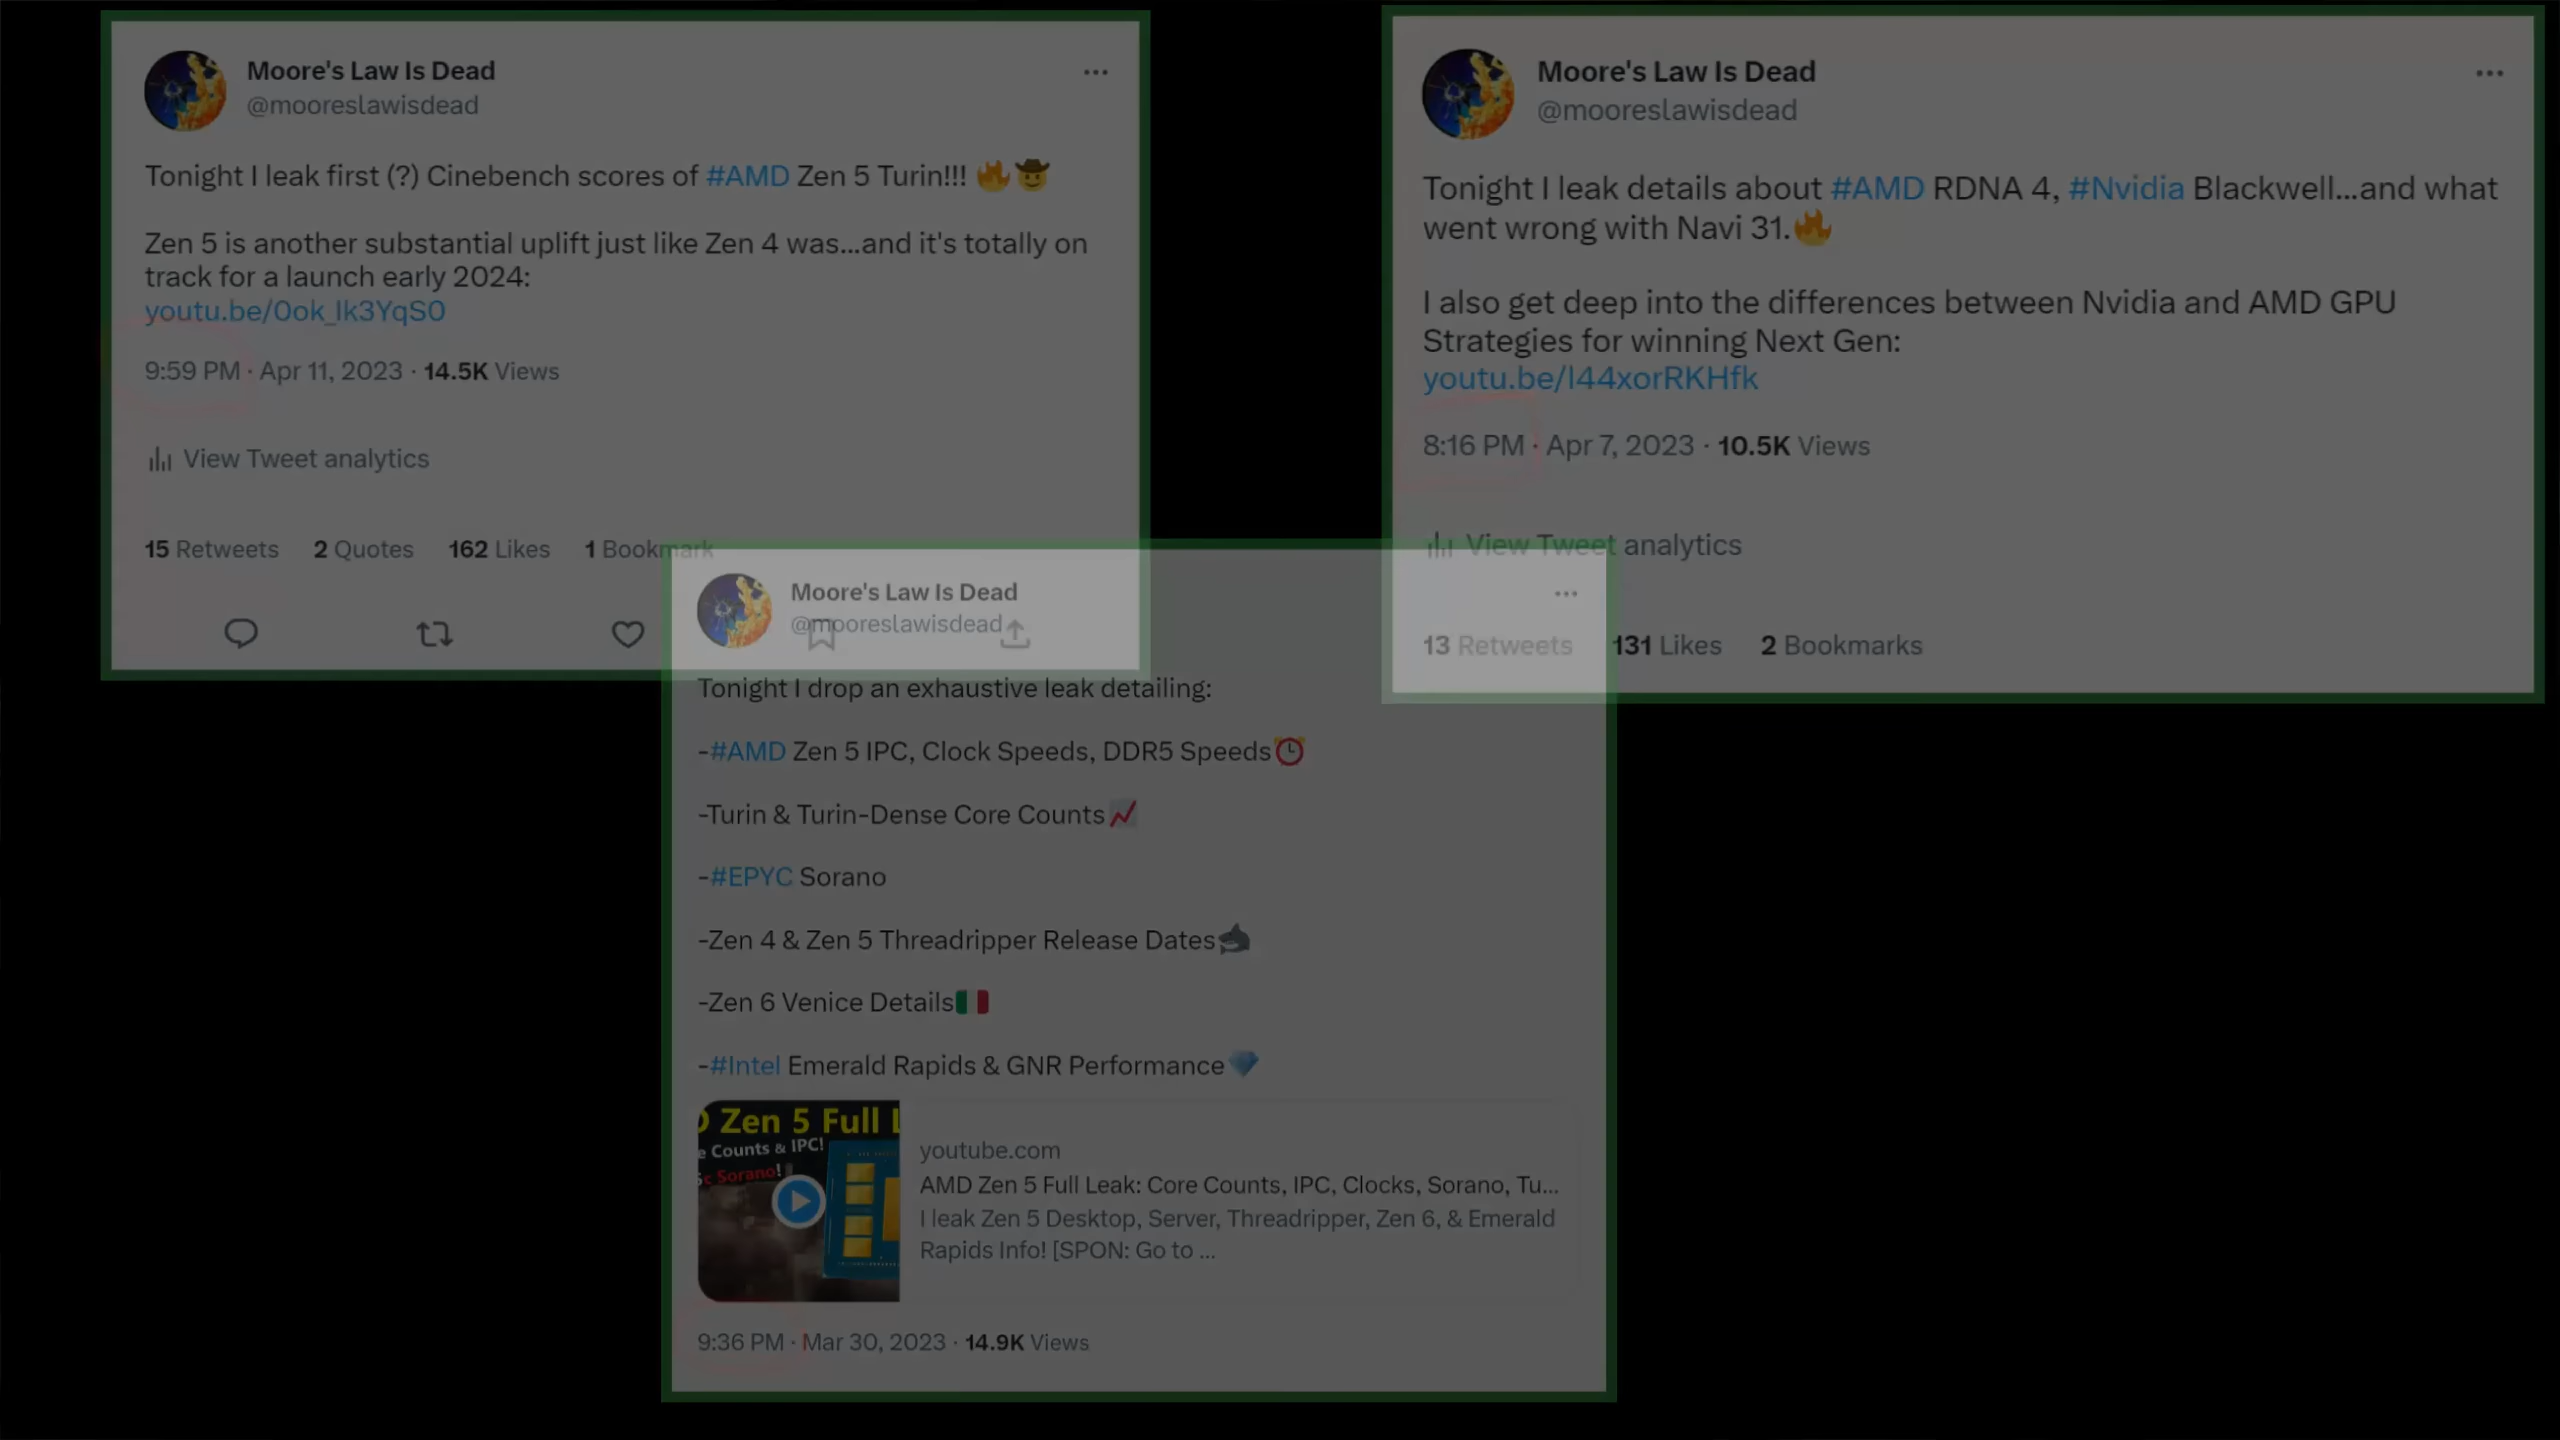 Moore's Law Is Dead
@mooreslawisdead
Tonight I leak first (?) Cinebench scores of #AMD Zen 5 Turin!!! 🔥🤠
Zen 5 is another substantial uplift just like Zen 4 was...and it's totally on
track for a launch early 2024:
youtu.be/0ok_Ik3YqS0
9:59 PM · Apr 11, 2023 · 14.5K Views
View Tweet analytics
15 Retweets 2 Quotes 162 Likes 1 Bookmark
Moore's Law Is Dead
@mooreslawisdead
Tonight I leak details about #AMD RDNA 4, #Nvidia Blackwell...and what
went wrong with Navi 31.🔥
I also get deep into the differences between Nvidia and AMD GPU
Strategies for winning Next Gen:
youtu.be/l44xorRKHfk
8:16 PM · Apr 7, 2023 · 10.5K Views
View Tweet analytics
13 Retweets 131 Likes 2 Bookmarks
Moore's Law Is Dead
@mooreslawisdead
Tonight I drop an exhaustive leak detailing:
-#AMD Zen 5 IPC, Clock Speeds, DDR5 Speeds⏰
-Turin & Turin-Dense Core Counts📈
-#EPYC Sorano
-Zen 4 & Zen 5 Threadripper Release Dates🦈
-Zen 6 Venice Details🇮🇹
-#Intel Emerald Rapids & GNR Performance💎
D Zen 5 Full L
e Counts & IPC!
5c Sorano!
youtube.com
AMD Zen 5 Full Leak: Core Counts, IPC, Clocks, Sorano, Tu...
I leak Zen 5 Desktop, Server, Threadripper, Zen 6, & Emerald
Rapids Info! [SPON: Go to ...
9:36 PM · Mar 30, 2023 · 14.9K Views